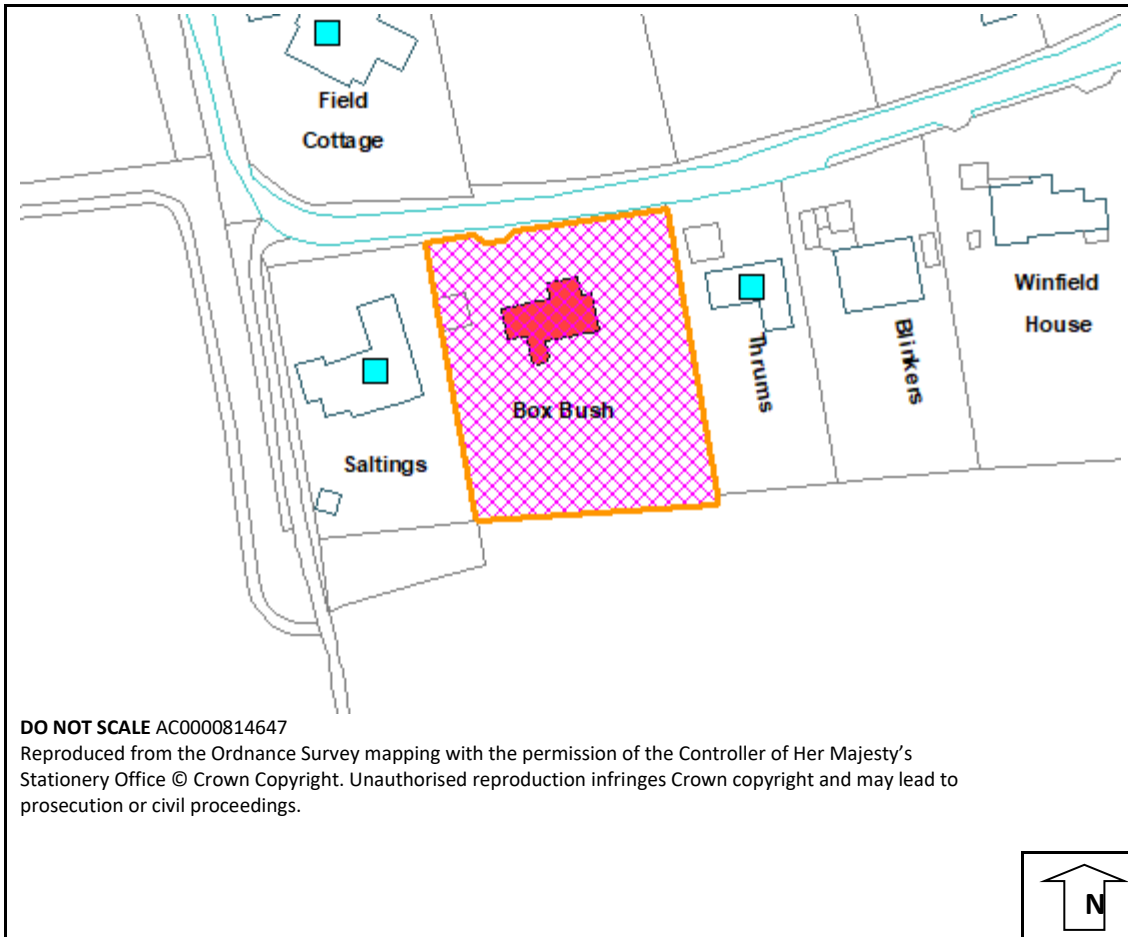 Field
Cottage
Winfield
House
Thrums
Blinkers
Box Bush
Saltings
DO NOT SCALE AC0000814647
Reproduced from the Ordnance Survey mapping with the permission of the Controller of Her Majesty's
Stationery Office © Crown Copyright. Unauthorised reproduction infringes Crown copyright and may lead to
prosecution or civil proceedings.
N